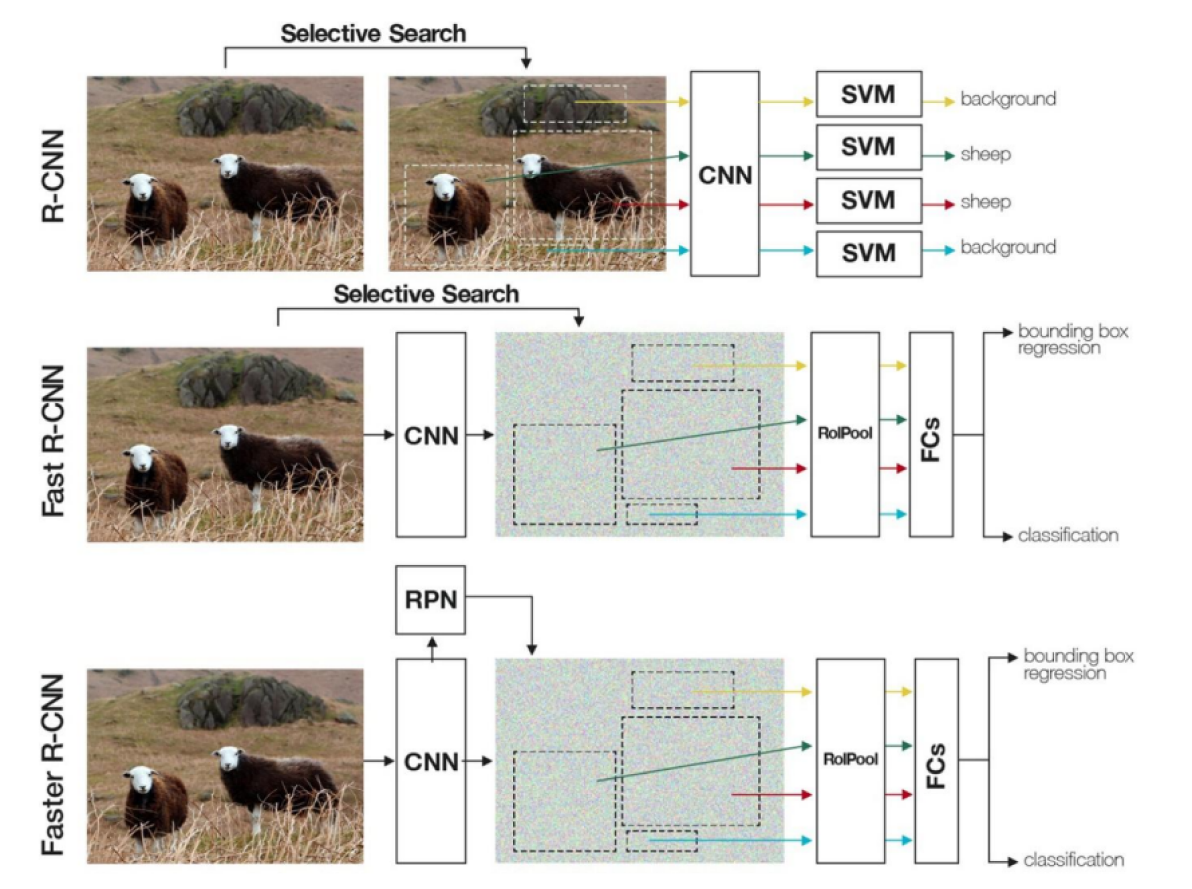 Selective Search
R-CNN
CNN
SVM
background
SVM
sheep
SVM
sheep
SVM
background
Selective Search
Fast R-CNN
CNN
RoIPool
FCs
bounding box
regression
classification
RPN
Faster R-CNN
CNN
RoIPool
FCs
bounding box
regression
classification